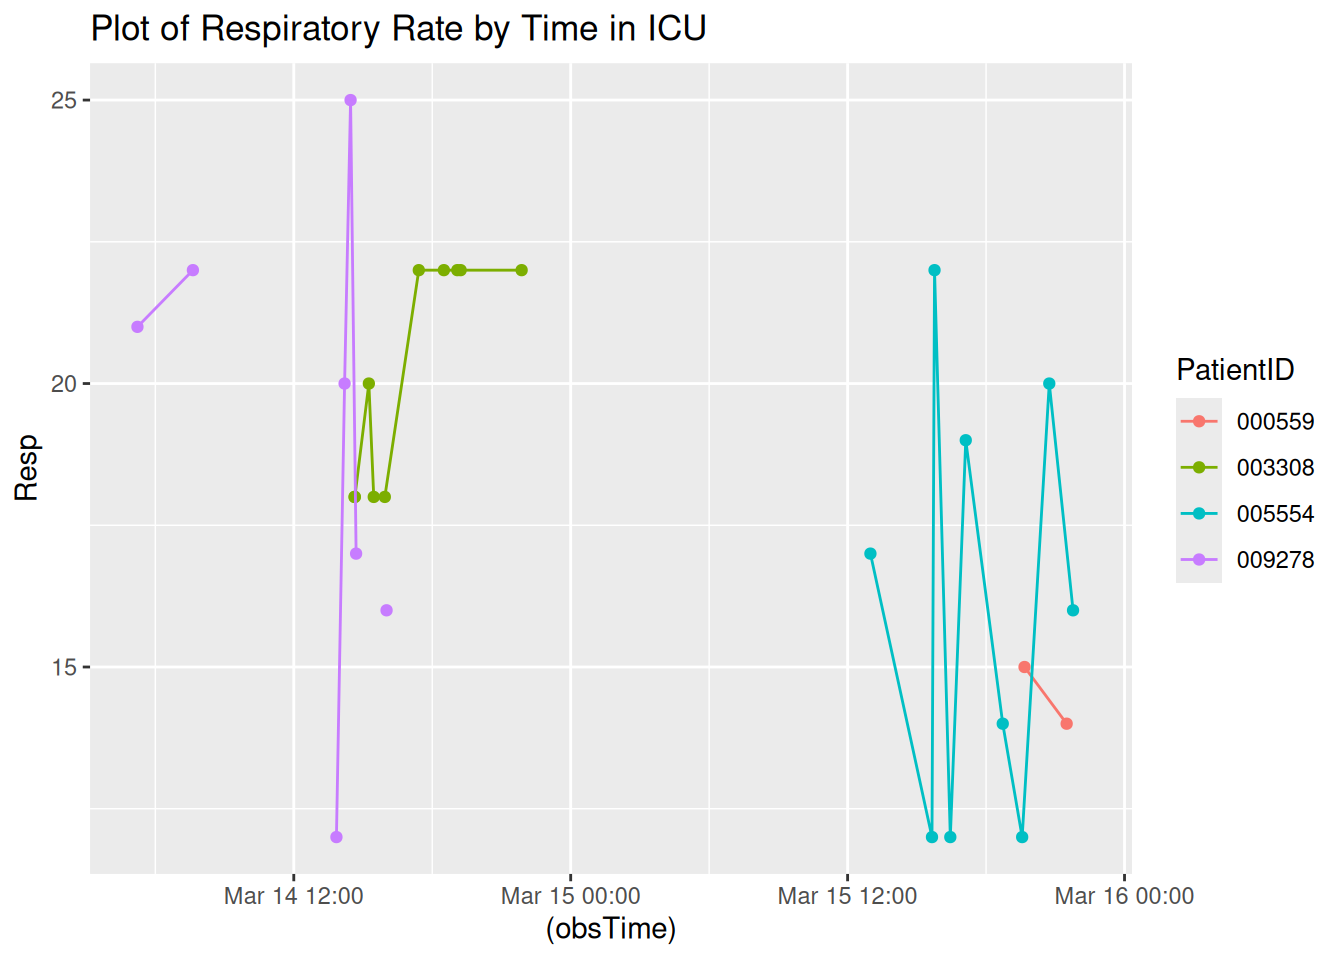 Plot of Respiratory Rate by Time in ICU
25
20
15
Resp
Mar 14 12:00
Mar 15 00:00
Mar 15 12:00
Mar 16 00:00
(obsTime)
PatientID
000559
003308
005554
009278